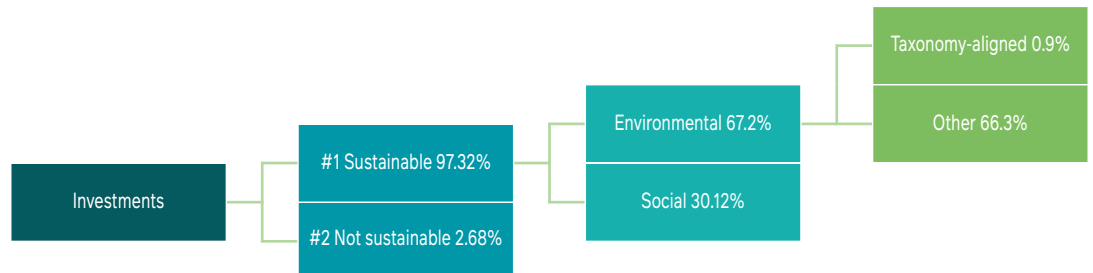 Investments
#1 Sustainable 97.32%
#2 Not sustainable 2.68%
Environmental 67.2%
Social 30.12%
Taxonomy-aligned 0.9%
Other 66.3%